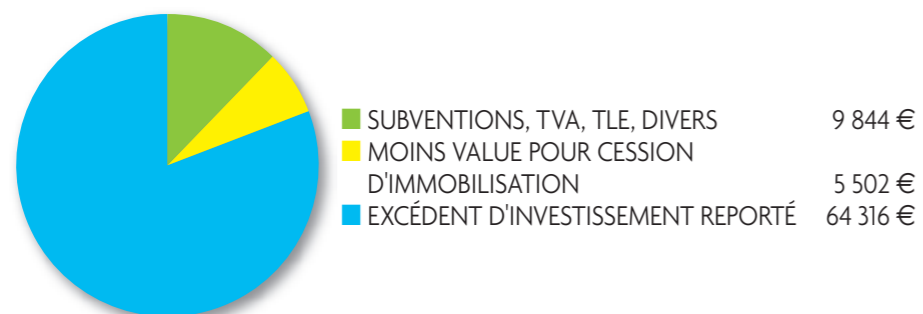 SUBVENTIONS, TVA, TLE, DIVERS 9 844 €
MOINS VALUE POUR CESSION
D'IMMOBILISATION 5 502 €
EXCÉDENT D'INVESTISSEMENT REPORTÉ 64 316 €